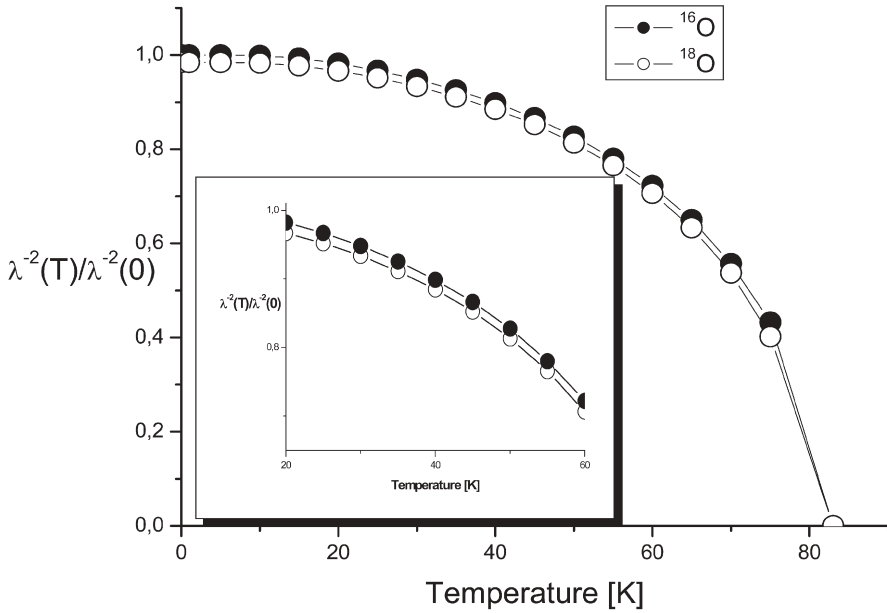 ¹⁶O
¹⁸O
1,0
0,8
0,6
0,4
0,2
0,0
λ⁻²(T)/λ⁻²(0)
1,0
0,8
λ⁻²(T)/λ⁻²(0)
20 40 60
Temperature [K]
0 20 40 60 80
Temperature [K]